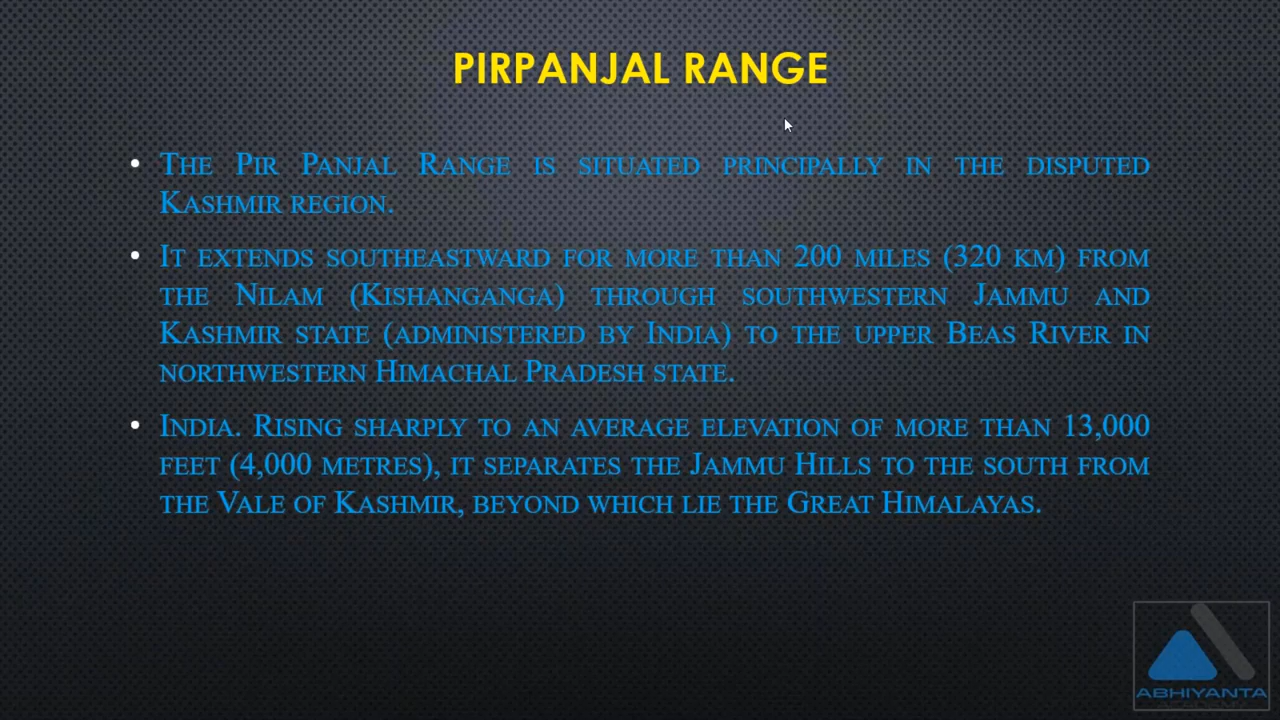 PIRPANJAL RANGE
• The Pir Panjal Range is situated principally in the disputed
Kashmir region.
• It extends southeastward for more than 200 miles (320 km) from
the Nilam (Kishanganga) through southwestern Jammu and
Kashmir state (administered by India) to the upper Beas River in
northwestern Himachal Pradesh state.
• India. Rising sharply to an average elevation of more than 13,000
feet (4,000 metres), it separates the Jammu Hills to the south from
the Vale of Kashmir, beyond which lie the Great Himalayas.
ABHIYANTA
ACADEMY